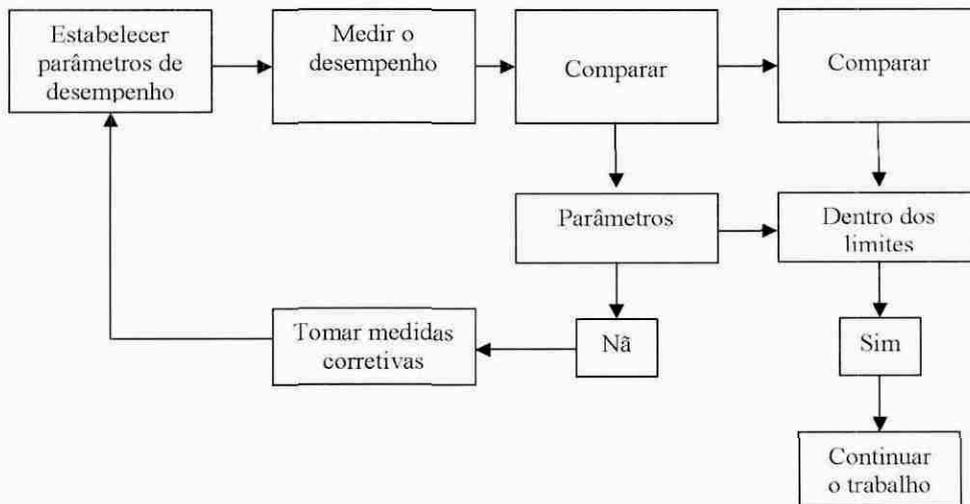 Estabelecer
parâmetros de
desempenho
Medir o
desempenho
Comparar
Comparar
Parâmetros
Dentro dos
limites
Tomar medidas
corretivas
Nã
Sim
Continuar
o trabalho